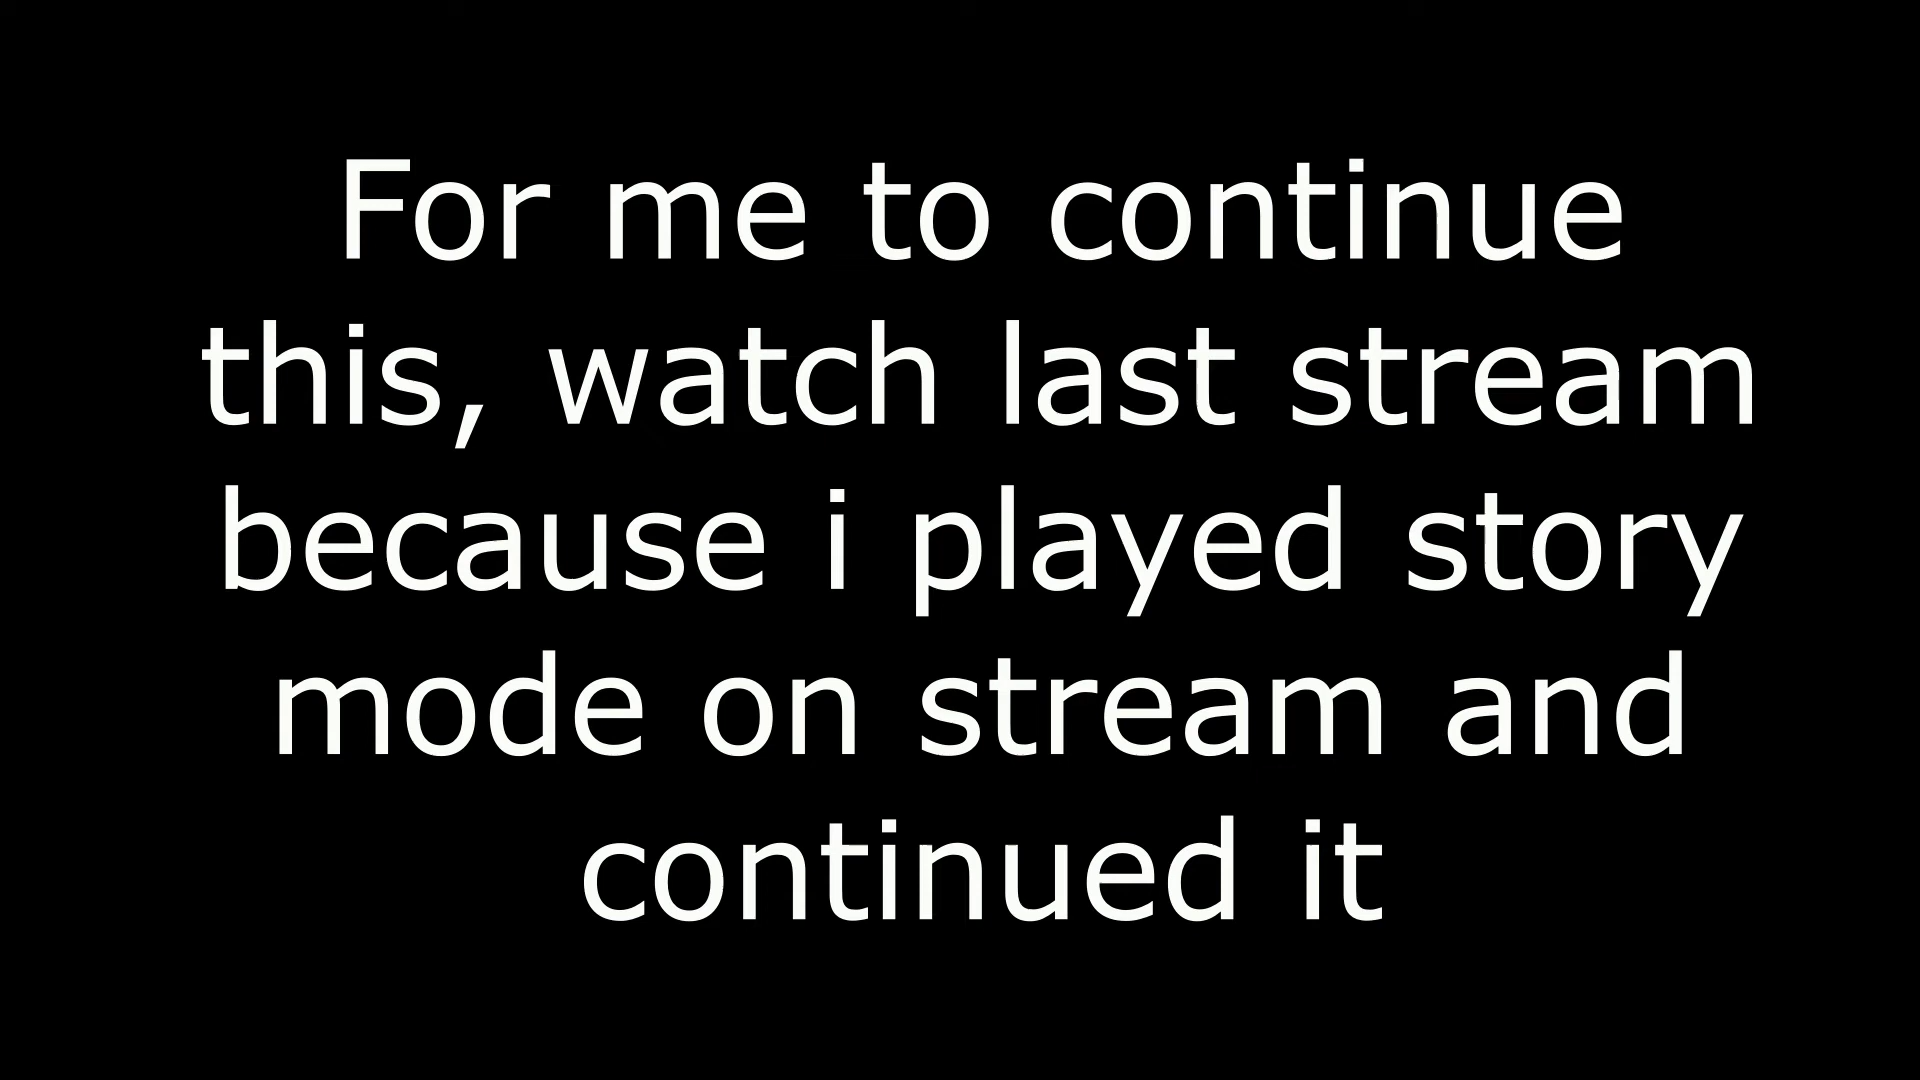 For me to continue
this, watch last stream
because i played story
mode on stream and
continued it